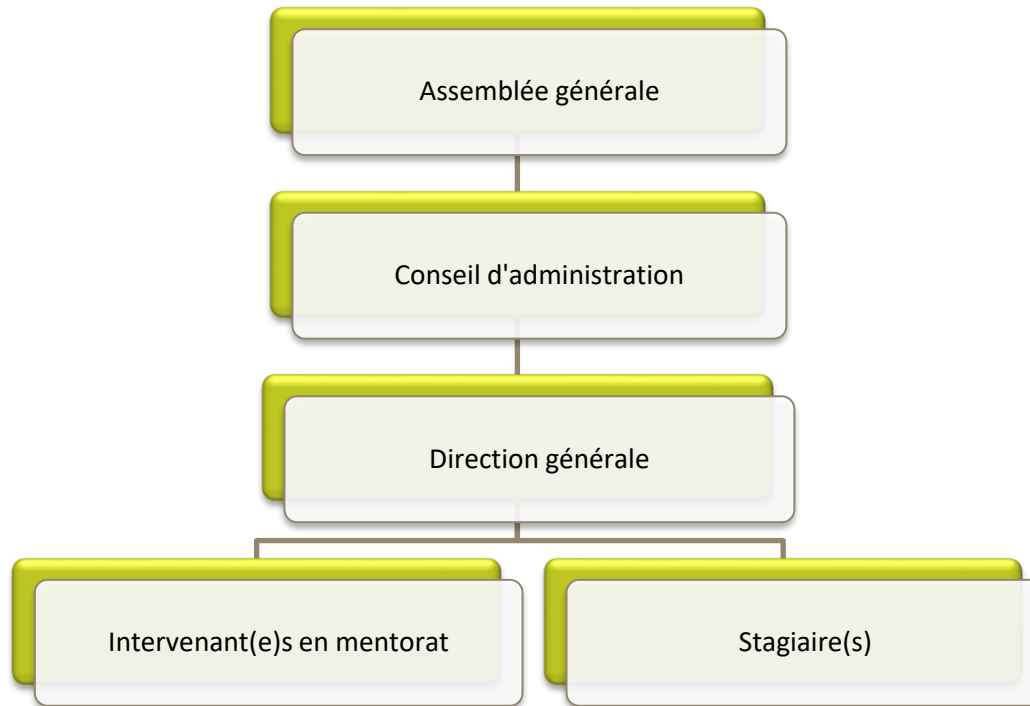 Assemblée générale
Conseil d'administration
Direction générale
Intervenant(e)s en mentorat
Stagiaire(s)